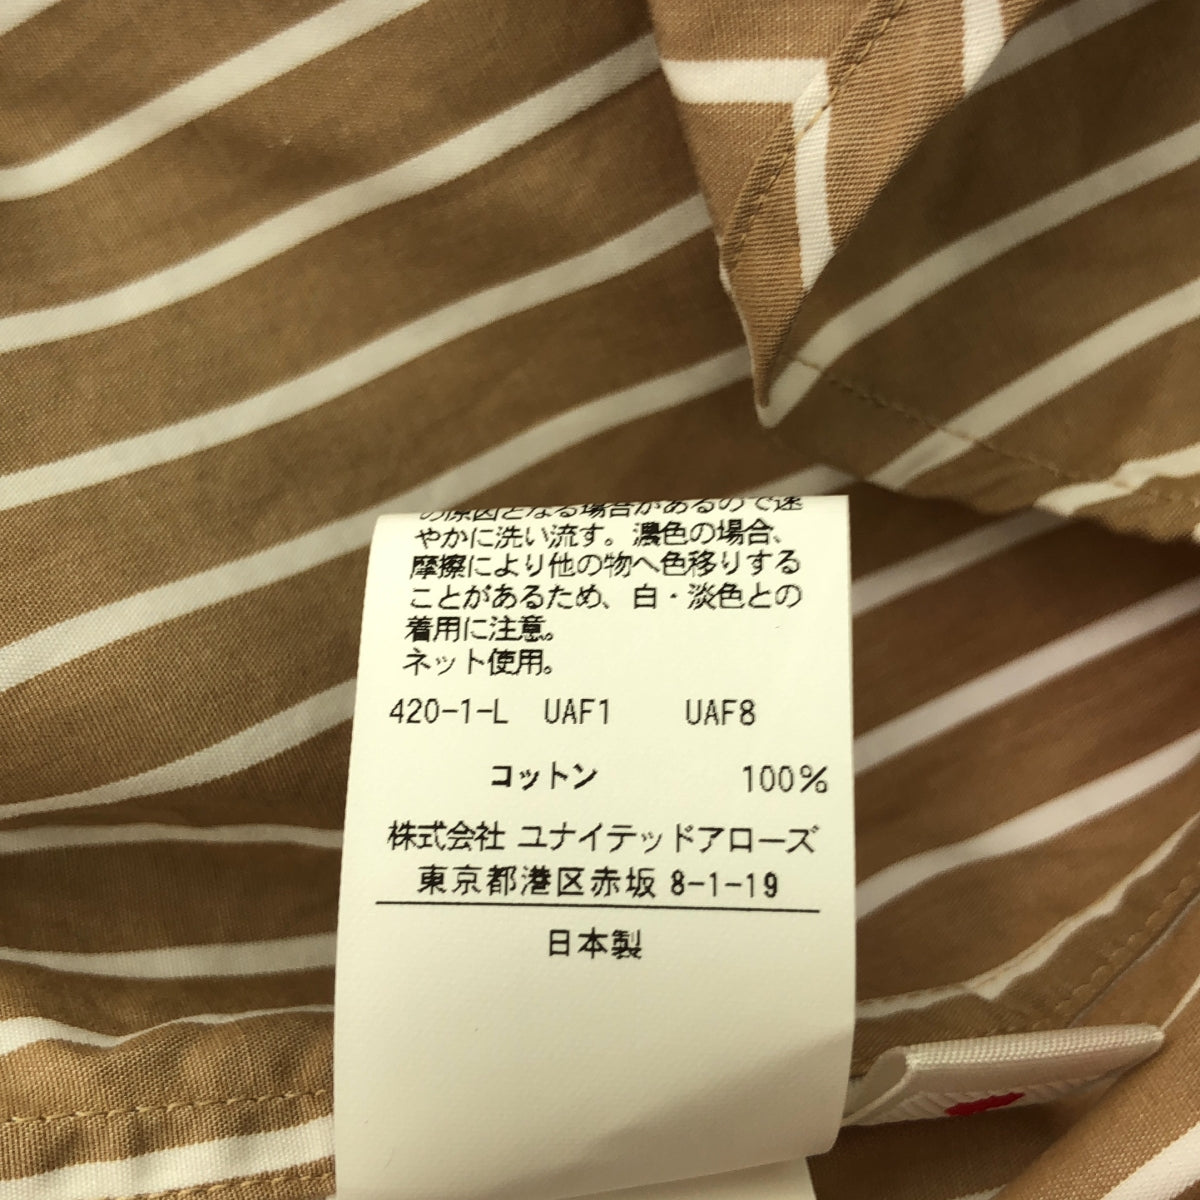 の原因となる場合があるので速
やかに洗い流す。濃色の場合、
摩擦により他の物へ色移りする
ことがあるため、白・淡色との
着用に注意。
ネット使用。
420-1-L UAF1 UAF8
コットン 100%
株式会社 ユナイテッドアローズ
東京都港区赤坂 8-1-19
日本製